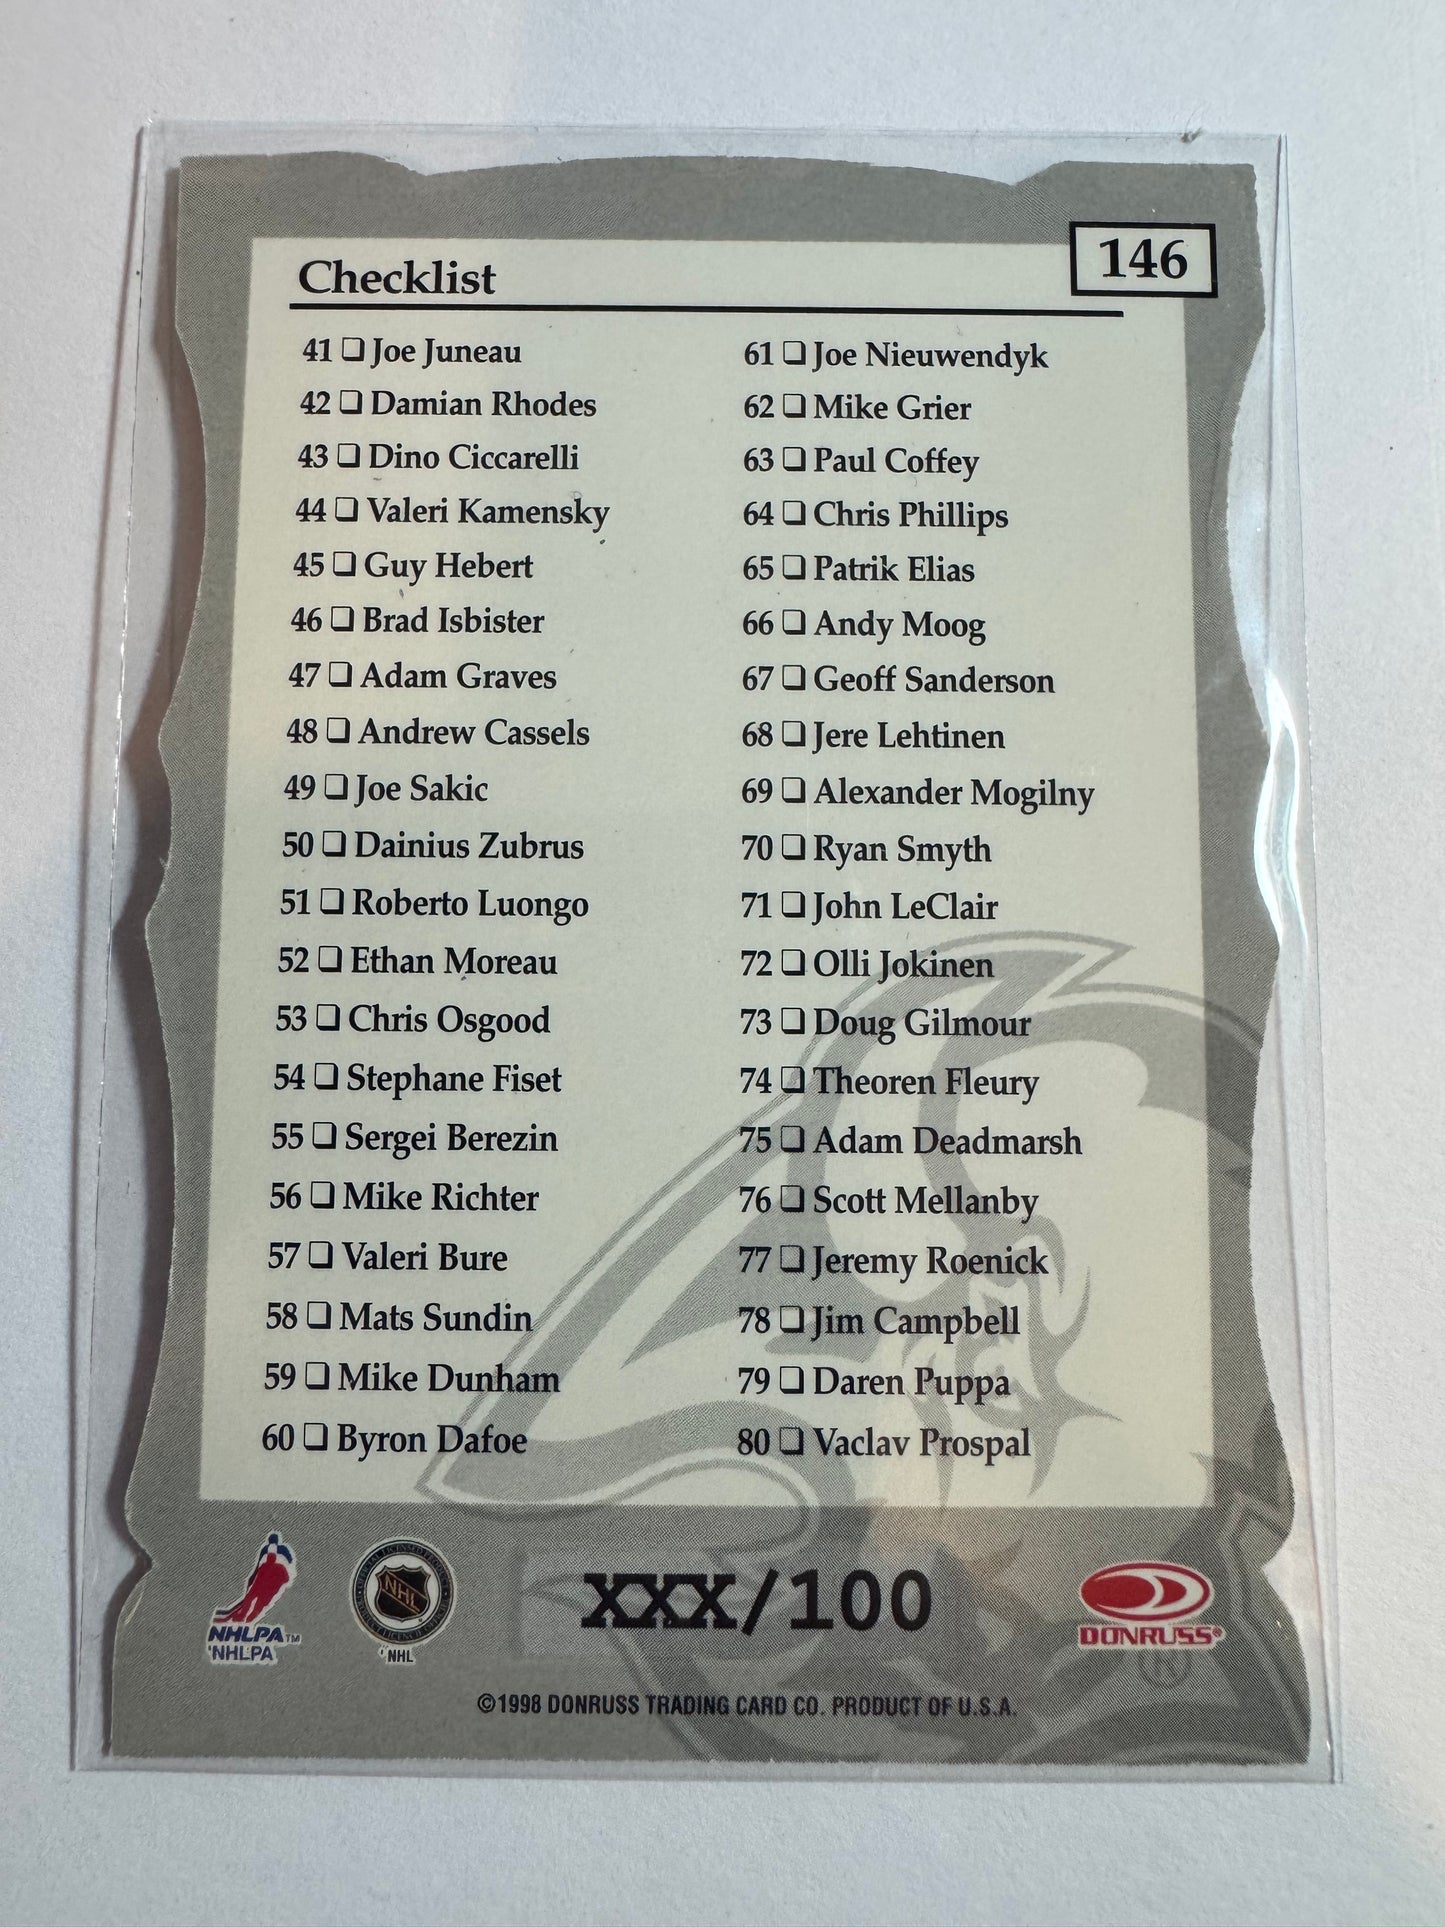 146
Checklist
41 ❏ Joe Juneau
42 ❏ Damian Rhodes
43 ❏ Dino Ciccarelli
44 ❏ Valeri Kamensky
45 ❏ Guy Hebert
46 ❏ Brad Isbister
47 ❏ Adam Graves
48 ❏ Andrew Cassels
49 ❏ Joe Sakic
50 ❏ Dainius Zubrus
51 ❏ Roberto Luongo
52 ❏ Ethan Moreau
53 ❏ Chris Osgood
54 ❏ Stephane Fiset
55 ❏ Sergei Berezin
56 ❏ Mike Richter
57 ❏ Valeri Bure
58 ❏ Mats Sundin
59 ❏ Mike Dunham
60 ❏ Byron Dafoe
61 ❏ Joe Nieuwendyk
62 ❏ Mike Grier
63 ❏ Paul Coffey
64 ❏ Chris Phillips
65 ❏ Patrik Elias
66 ❏ Andy Moog
67 ❏ Geoff Sanderson
68 ❏ Jere Lehtinen
69 ❏ Alexander Mogilny
70 ❏ Ryan Smyth
71 ❏ John LeClair
72 ❏ Olli Jokinen
73 ❏ Doug Gilmour
74 ❏ Theoren Fleury
75 ❏ Adam Deadmarsh
76 ❏ Scott Mellanby
77 ❏ Jeremy Roenick
78 ❏ Jim Campbell
79 ❏ Daren Puppa
80 ❏ Vaclav Prospal
NHLPA™
'NHLPA
NHL
'NHL
XXX/100
DONRUSS®
®
©1998 DONRUSS TRADING CARD CO. PRODUCT OF U.S.A.